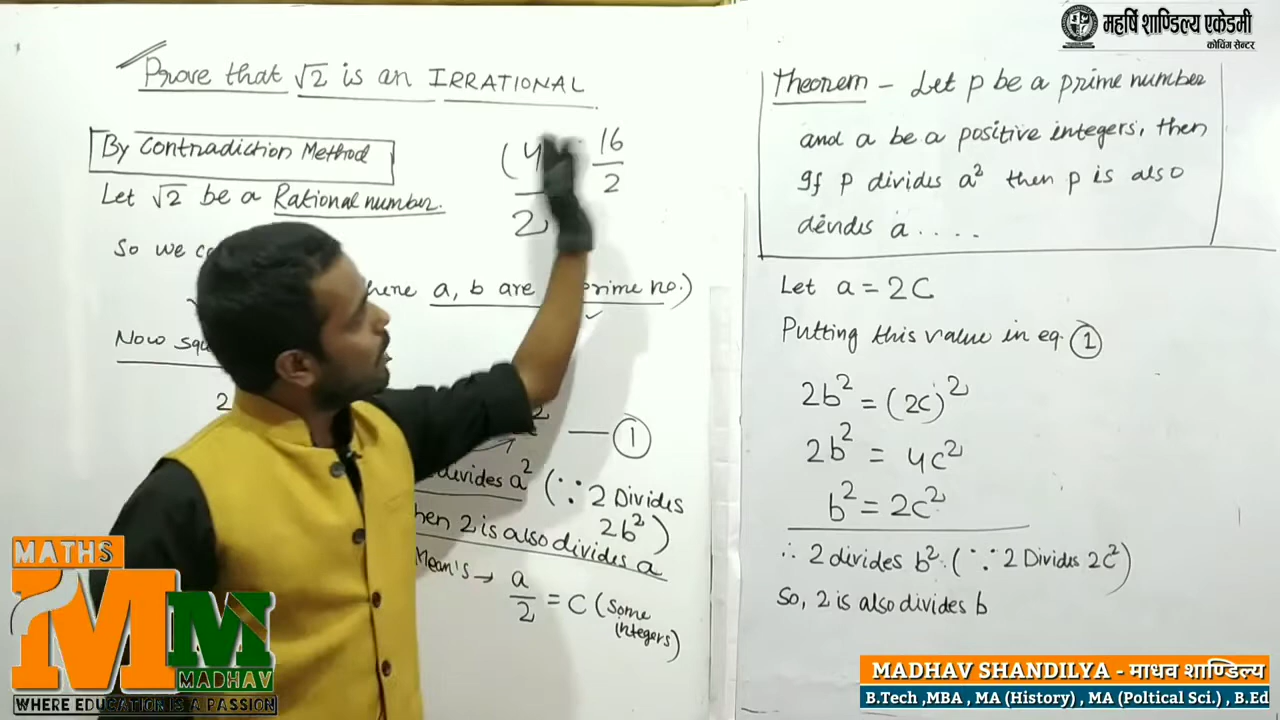 महर्षि शाण्डिल्य एकेडमी
कोचिंग सेन्टर
Prove that √2 is an IRRATIONAL
By Contradiction Method
Let √2 be a Rational number.
So we
here a, b are prime no.)
Now
2
(4
2
16
2
① 
divides a² (∵ 2 Divides
2b²)
hen 2 is also divides a
Mean's → a/2 = C (Some
integers)
Theorem - Let p be a prime number
and a be a positive integers, then
If P divides a² then p is also
devides a . . . .
Let a = 2C
Putting this value in eq. ①
2b² = (2c)²
2b² = 4c²
b² = 2c²
∴ 2 divides b². (∵ 2 Divides 2c²)
So, 2 is also divides b
MATHS
MM
MADHAV
WHERE EDUCATION IS A PASSION
MADHAV SHANDILYA - माधव शाण्डिल्य
B.Tech ,MBA , MA (History) , MA (Poltical Sci.) , B.Ed